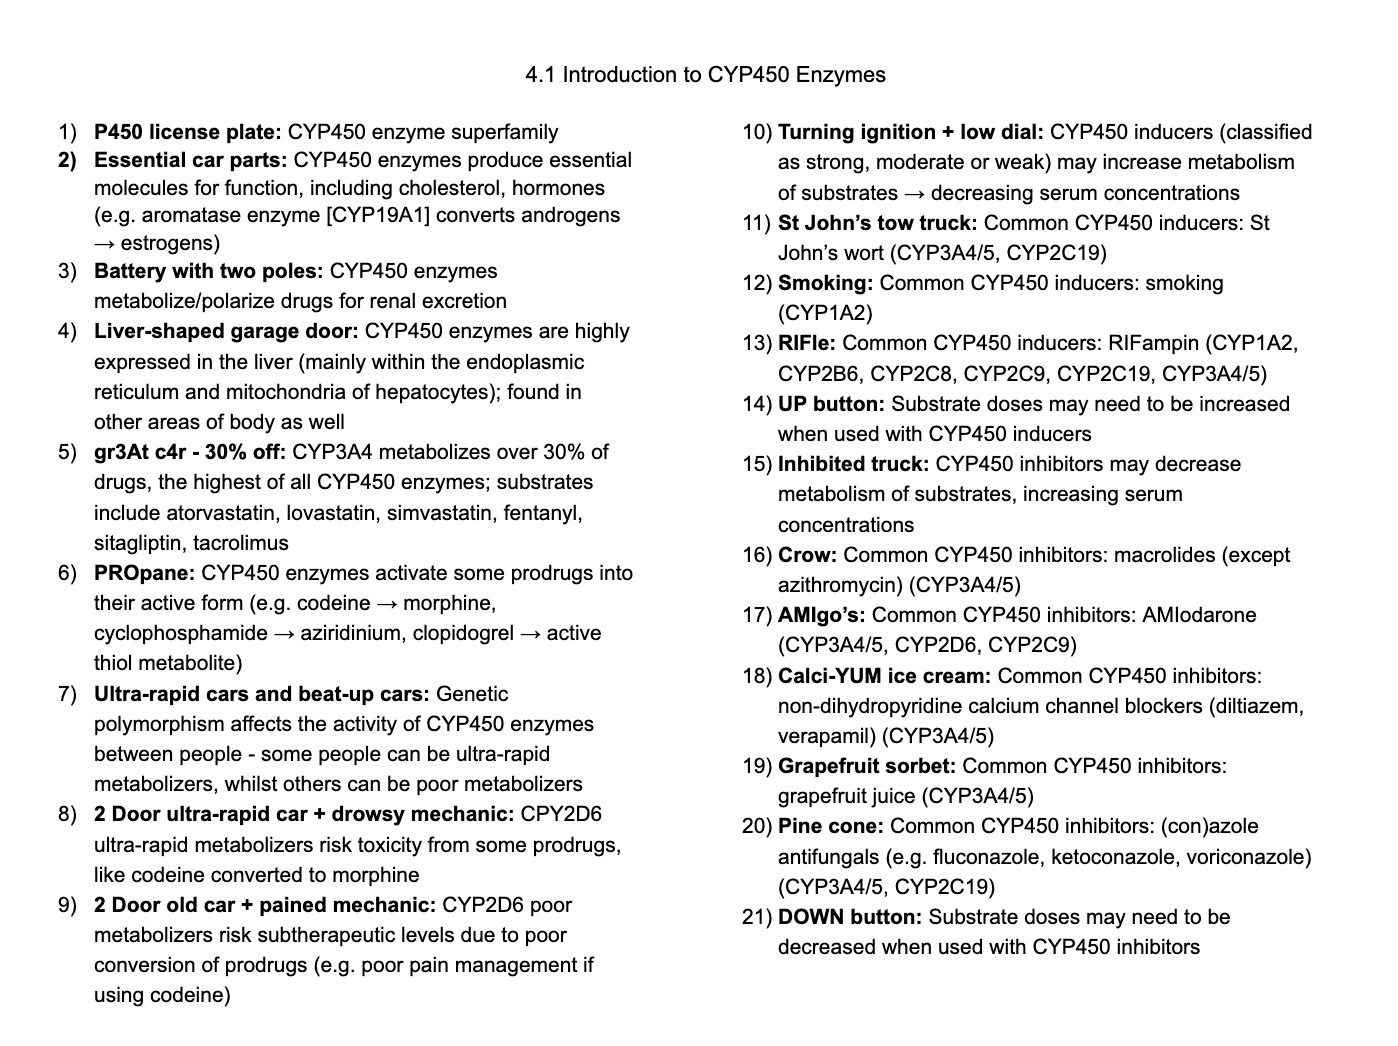 4.1 Introduction to CYP450 Enzymes
1) P450 license plate: CYP450 enzyme superfamily
2) Essential car parts: CYP450 enzymes produce essential
molecules for function, including cholesterol, hormones
(e.g. aromatase enzyme [CYP19A1] converts androgens
→ estrogens)
3) Battery with two poles: CYP450 enzymes
metabolize/polarize drugs for renal excretion
4) Liver-shaped garage door: CYP450 enzymes are highly
expressed in the liver (mainly within the endoplasmic
reticulum and mitochondria of hepatocytes); found in
other areas of body as well
5) gr3At c4r - 30% off: CYP3A4 metabolizes over 30% of
drugs, the highest of all CYP450 enzymes; substrates
include atorvastatin, lovastatin, simvastatin, fentanyl,
sitagliptin, tacrolimus
6) PROpane: CYP450 enzymes activate some prodrugs into
their active form (e.g. codeine → morphine,
cyclophosphamide → aziridinium, clopidogrel → active
thiol metabolite)
7) Ultra-rapid cars and beat-up cars: Genetic
polymorphism affects the activity of CYP450 enzymes
between people - some people can be ultra-rapid
metabolizers, whilst others can be poor metabolizers
8) 2 Door ultra-rapid car + drowsy mechanic: CPY2D6
ultra-rapid metabolizers risk toxicity from some prodrugs,
like codeine converted to morphine
9) 2 Door old car + pained mechanic: CYP2D6 poor
metabolizers risk subtherapeutic levels due to poor
conversion of prodrugs (e.g. poor pain management if
using codeine)
10) Turning ignition + low dial: CYP450 inducers (classified
as strong, moderate or weak) may increase metabolism
of substrates → decreasing serum concentrations
11) St John’s tow truck: Common CYP450 inducers: St
John’s wort (CYP3A4/5, CYP2C19)
12) Smoking: Common CYP450 inducers: smoking
(CYP1A2)
13) RIFle: Common CYP450 inducers: RIFampin (CYP1A2,
CYP2B6, CYP2C8, CYP2C9, CYP2C19, CYP3A4/5)
14) UP button: Substrate doses may need to be increased
when used with CYP450 inducers
15) Inhibited truck: CYP450 inhibitors may decrease
metabolism of substrates, increasing serum
concentrations
16) Crow: Common CYP450 inhibitors: macrolides (except
azithromycin) (CYP3A4/5)
17) AMIgo’s: Common CYP450 inhibitors: AMIodarone
(CYP3A4/5, CYP2D6, CYP2C9)
18) Calci-YUM ice cream: Common CYP450 inhibitors:
non-dihydropyridine calcium channel blockers (diltiazem,
verapamil) (CYP3A4/5)
19) Grapefruit sorbet: Common CYP450 inhibitors:
grapefruit juice (CYP3A4/5)
20) Pine cone: Common CYP450 inhibitors: (con)azole
antifungals (e.g. fluconazole, ketoconazole, voriconazole)
(CYP3A4/5, CYP2C19)
21) DOWN button: Substrate doses may need to be
decreased when used with CYP450 inhibitors